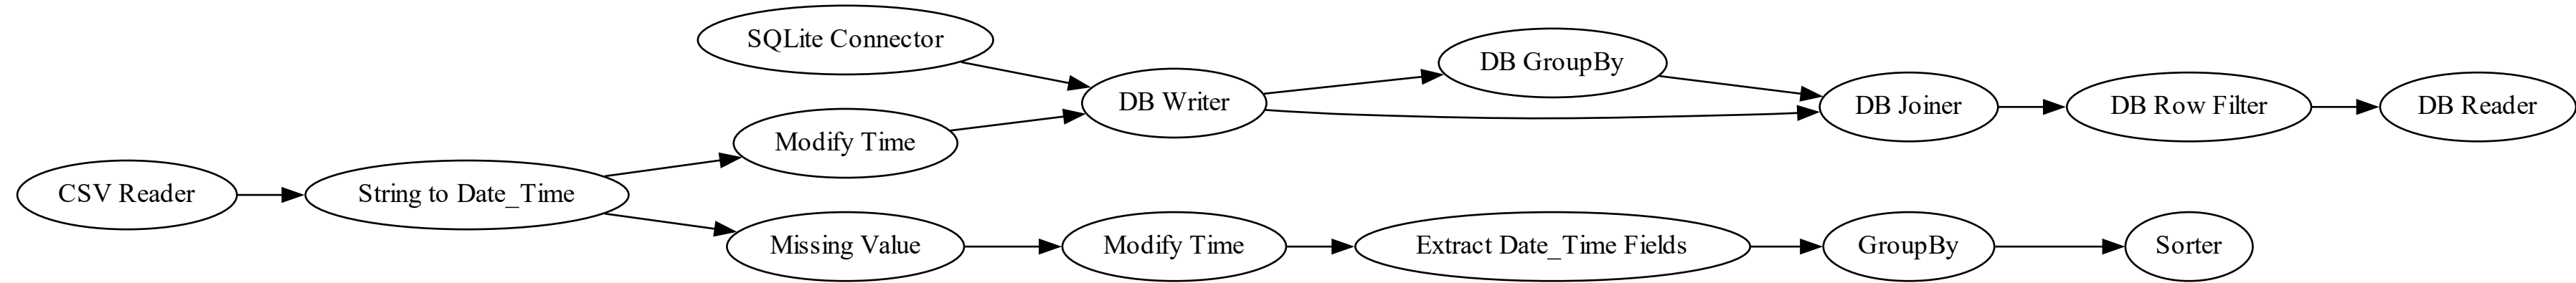 SQLite Connector
DB GroupBy
DB Writer
DB Joiner
DB Row Filter
DB Reader
Modify Time
CSV Reader
String to Date_Time
Missing Value
Modify Time
Extract Date_Time Fields
GroupBy
Sorter